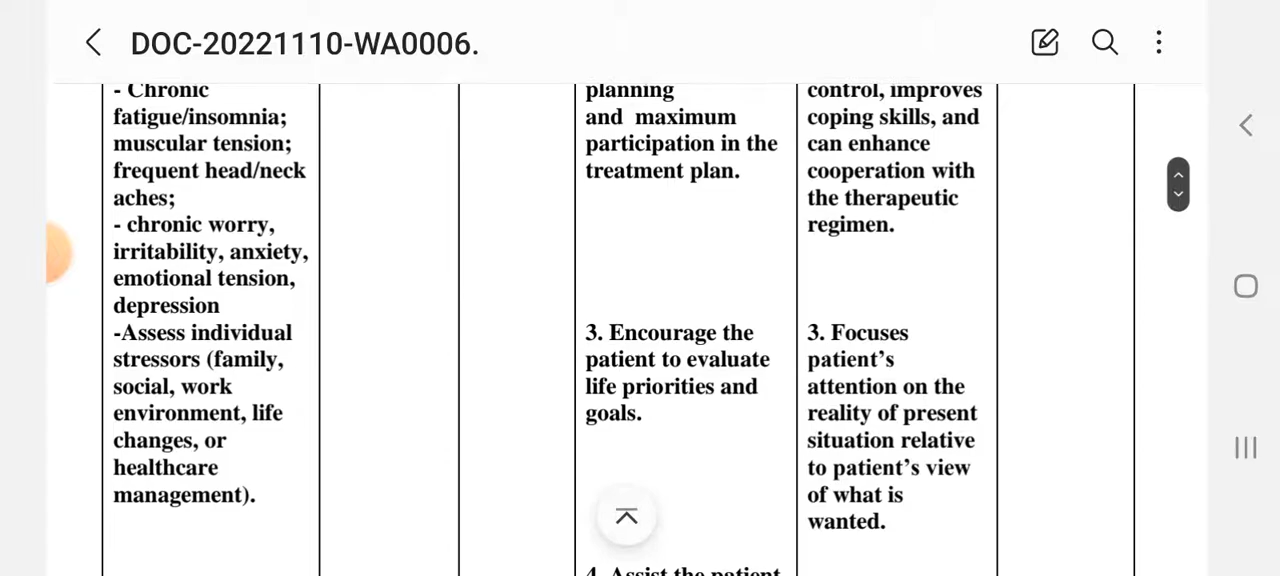 DOC-20221110-WA0006.
- Chronic
fatigue/insomnia;
muscular tension;
frequent head/neck
aches;
- chronic worry,
irritability, anxiety,
emotional tension,
depression
-Assess individual
stressors (family,
social, work
environment, life
changes, or
healthcare
management).
planning
and maximum
participation in the
treatment plan.
3. Encourage the
patient to evaluate
life priorities and
goals.
4. Assist the patient
control, improves
coping skills, and
can enhance
cooperation with
the therapeutic
regimen.
3. Focuses
patient’s
attention on the
reality of present
situation relative
to patient’s view
of what is
wanted.